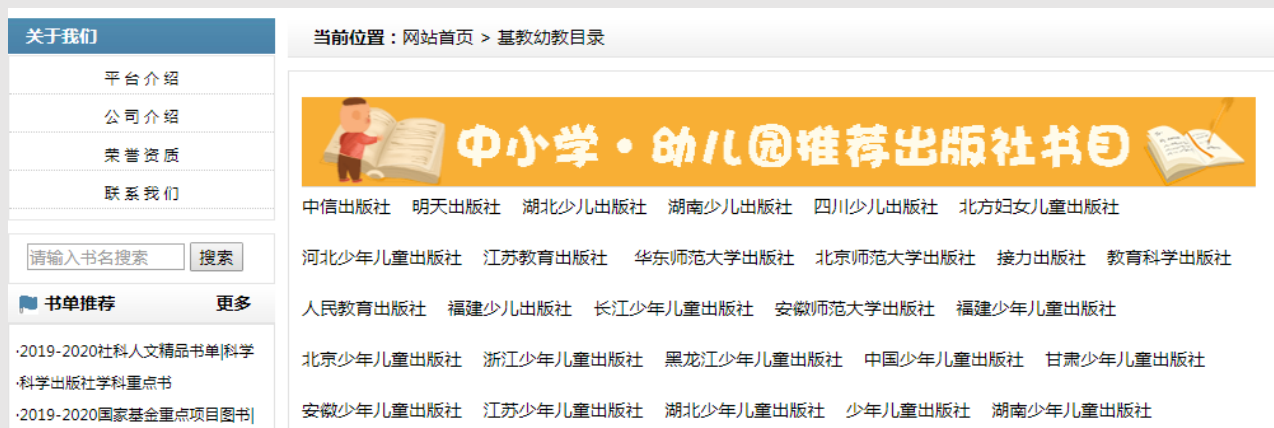 关于我们
平台介绍
公司介绍
荣誉资质
联系我们
请输入书名搜索 搜索
书单推荐 更多
·2019-2020社科人文精品书单|科学
·科学出版社学科重点书
·2019-2020国家基金重点项目图书|
当前位置：网站首页 > 基教幼教目录
中小学·幼儿园推荐出版社书目
中信出版社 明天出版社 湖北少儿出版社 湖南少儿出版社 四川少儿出版社 北方妇女儿童出版社
河北少年儿童出版社 江苏教育出版社 华东师范大学出版社 北京师范大学出版社 接力出版社 教育科学出版社
人民教育出版社 福建少儿出版社 长江少年儿童出版社 安徽师范大学出版社 福建少年儿童出版社
北京少年儿童出版社 浙江少年儿童出版社 黑龙江少年儿童出版社 中国少年儿童出版社 甘肃少年儿童出版社
安徽少年儿童出版社 江苏少年儿童出版社 湖北少年儿童出版社 少年儿童出版社 湖南少年儿童出版社